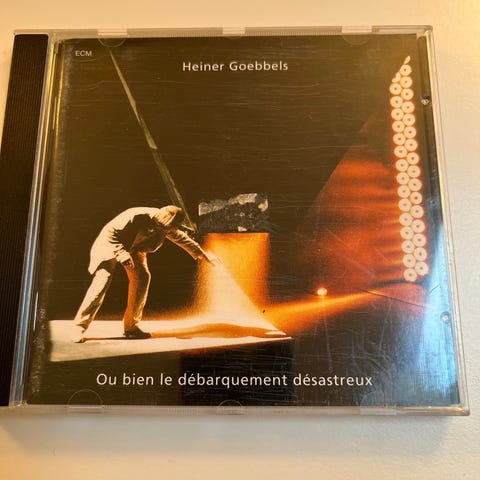 ECM
Heiner Goebbels
Ou bien le débarquement désastreux